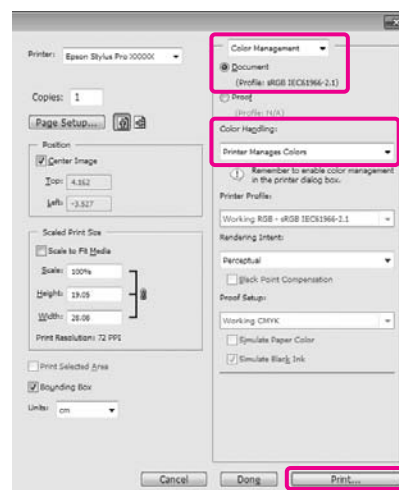 Printer: Epson Stylus Pro XXXXX
Copies: 1
Page Setup...
Position
Center Image
Top: 4.162
Left: -3.527
Scaled Print Size
Scale to Fit Media
Scale: 100%
Height: 19.05
Width: 28.08
Print Resolution: 72 PPI
Print Selected Area
Bounding Box
Units: cm
Color Management
Document
(Profile: sRGB IEC61966-2.1)
Proof
(Profile: N/A)
Color Handling:
Printer Manages Colors
Remember to enable color management
in the printer dialog box.
Printer Profile:
Working RGB - sRGB IEC61966-2.1
Rendering Intent:
Perceptual
Black Point Compensation
Proof Setup:
Working CMYK
Simulate Paper Color
Simulate Black Ink
Cancel
Done
Print...